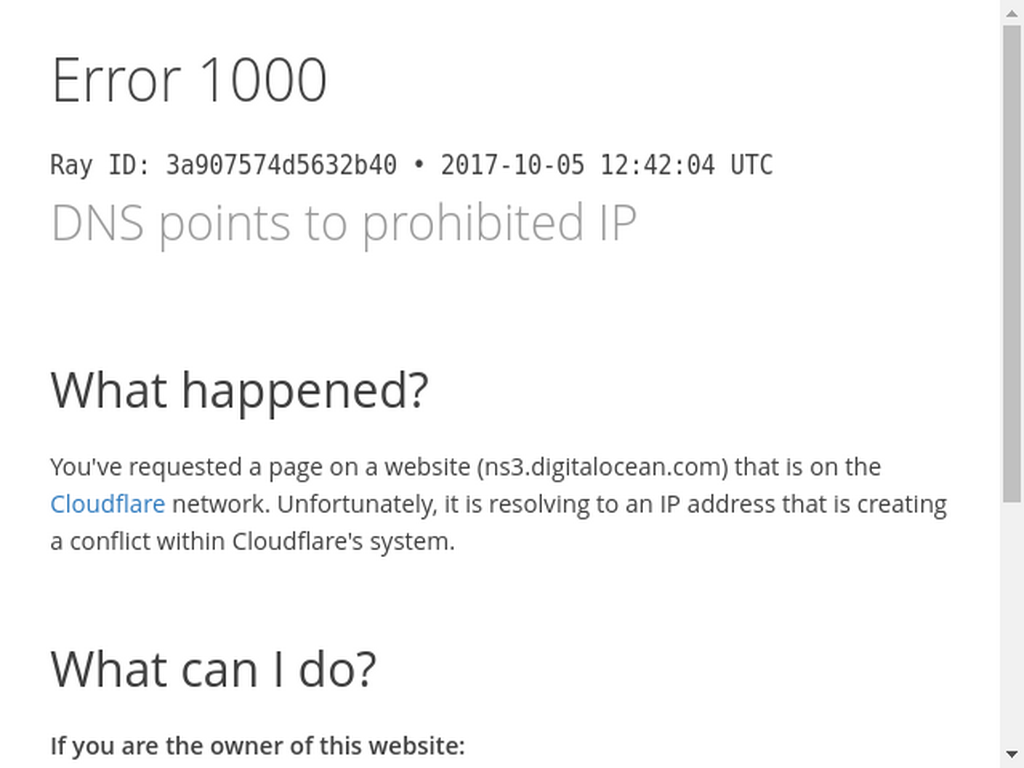 Error 1000
Ray ID: 3a907574d5632b40 • 2017-10-05 12:42:04 UTC
DNS points to prohibited IP
What happened?
You've requested a page on a website (ns3.digitalocean.com) that is on the
Cloudflare network. Unfortunately, it is resolving to an IP address that is creating
a conflict within Cloudflare's system.
What can I do?
If you are the owner of this website: